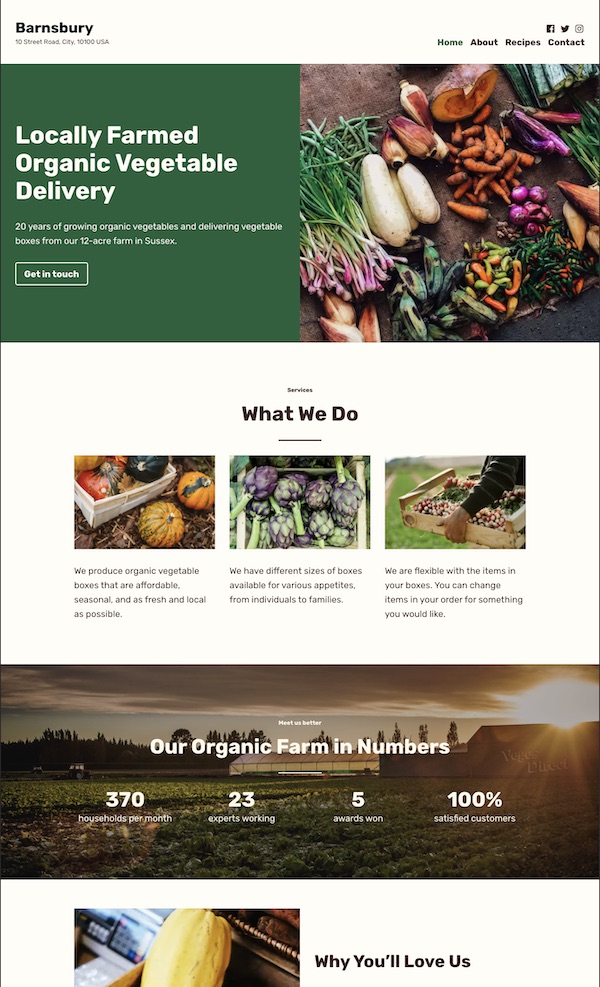 Barnsbury
10 Street Road, City, 10100 USA
Home About Recipes Contact
Locally Farmed
Organic Vegetable
Delivery
20 years of growing organic vegetables and delivering vegetable
boxes from our 12-acre farm in Sussex.
Get in touch
Services
What We Do
We produce organic vegetable
boxes that are affordable,
seasonal, and as fresh and local
as possible.
We have different sizes of boxes
available for various appetites,
from individuals to families.
We are flexible with the items in
your boxes. You can change
items in your order for something
you would like.
Meet us better
Our Organic Farm in Numbers
Veges
Direct
370
households per month
23
experts working
5
awards won
100%
satisfied customers
Why You’ll Love Us